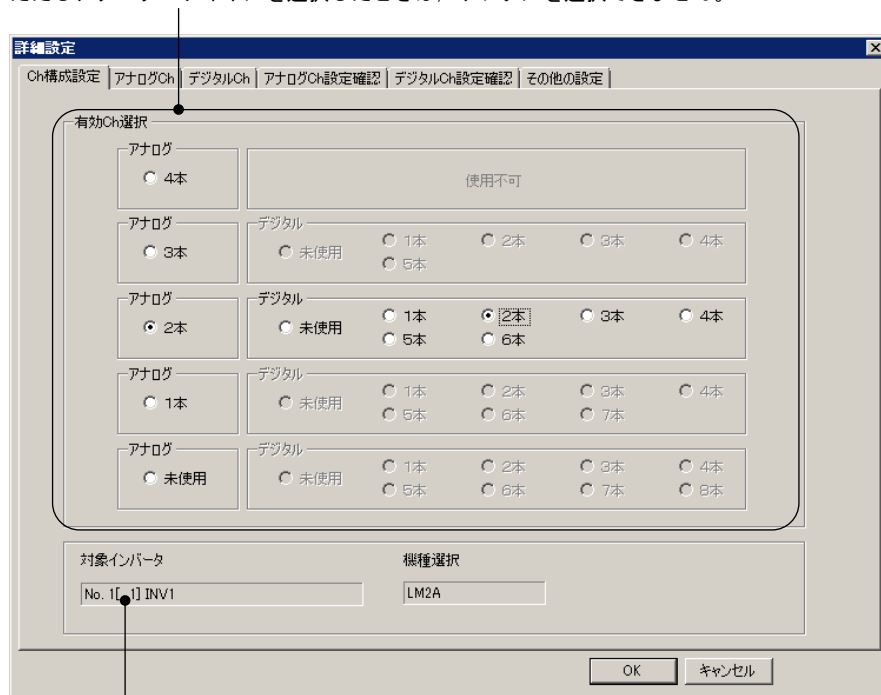 詳細設定
Ch構成設定 アナログCh デジタルCh アナログCh設定確認 デジタルCh設定確認 その他の設定
有効Ch選択
アナログ
4本 使用不可
アナログ デジタル
3本 未使用 1本 2本 3本 4本
5本
アナログ デジタル
2本 未使用 1本 2本 3本 4本
5本 6本
アナログ デジタル
1本 未使用 1本 2本 3本 4本
5本 6本 7本
アナログ デジタル
未使用 未使用 1本 2本 3本 4本
5本 6本 7本 8本
対象インバータ 機種選択
No. 1[ 1] INV1 LM2A
OK キャンセル